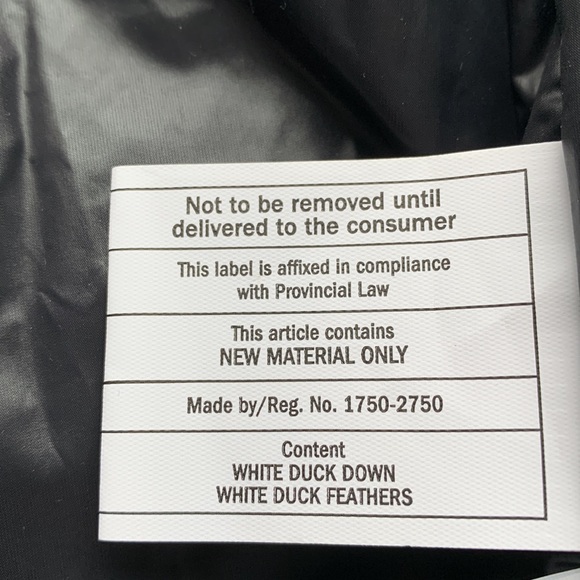 Not to be removed until
delivered to the consumer
This label is affixed in compliance
with Provincial Law
This article contains
NEW MATERIAL ONLY
Made by/Reg. No. 1750-2750
Content
WHITE DUCK DOWN
WHITE DUCK FEATHERS